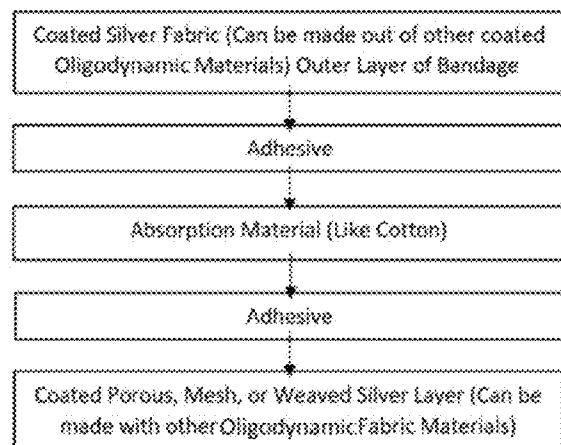 Coated Silver Fabric (Can be made out of other coated
Oligodynamic Materials) Outer Layer of Bandage
Adhesive
Absorption Material (Like Cotton)
Adhesive
Coated Porous, Mesh, or Weaved Silver Layer (Can be
made with other Oligodynamic Fabric Materials)